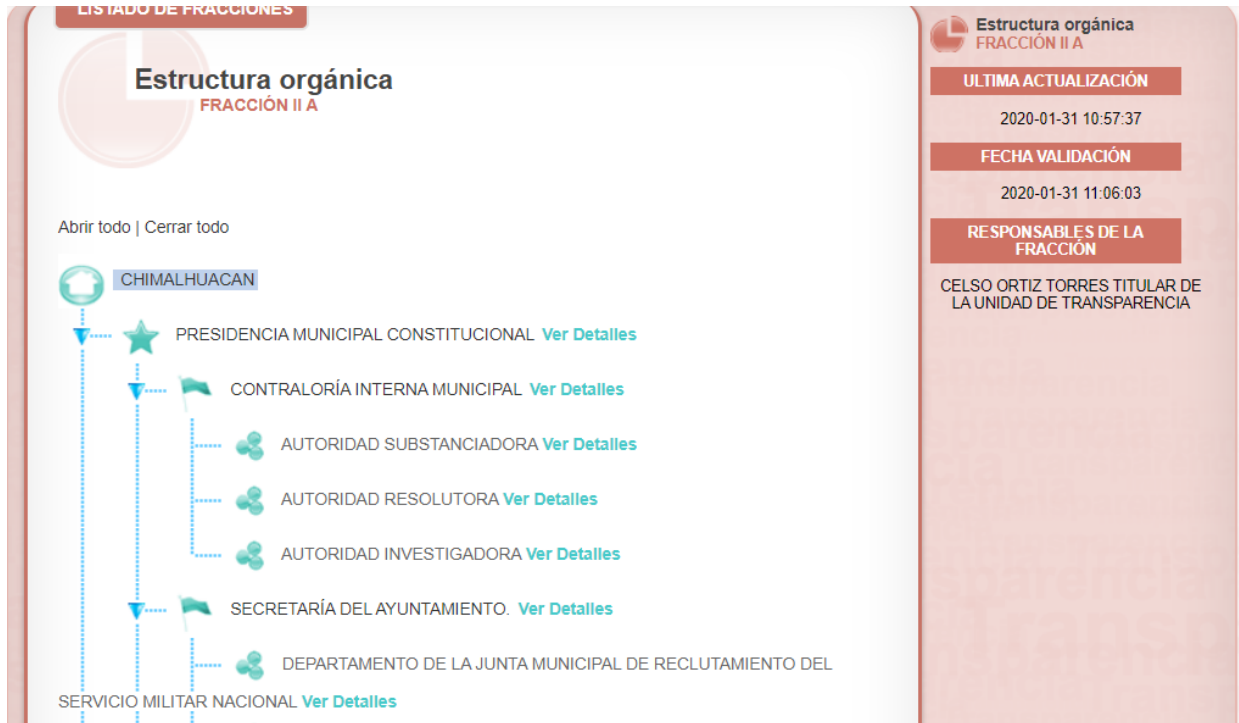 LISTADO DE FRACCIONES
Estructura orgánica
FRACCIÓN II A
Abrir todo | Cerrar todo
CHIMALHUACAN
PRESIDENCIA MUNICIPAL CONSTITUCIONAL Ver Detalles
CONTRALORÍA INTERNA MUNICIPAL Ver Detalles
AUTORIDAD SUBSTANCIADORA Ver Detalles
AUTORIDAD RESOLUTORA Ver Detalles
AUTORIDAD INVESTIGADORA Ver Detalles
SECRETARÍA DEL AYUNTAMIENTO. Ver Detalles
DEPARTAMENTO DE LA JUNTA MUNICIPAL DE RECLUTAMIENTO DEL
SERVICIO MILITAR NACIONAL Ver Detalles
Estructura orgánica
FRACCIÓN II A
ULTIMA ACTUALIZACIÓN
2020-01-31 10:57:37
FECHA VALIDACIÓN
2020-01-31 11:06:03
RESPONSABLES DE LA
FRACCIÓN
CELSO ORTIZ TORRES TITULAR DE
LA UNIDAD DE TRANSPARENCIA